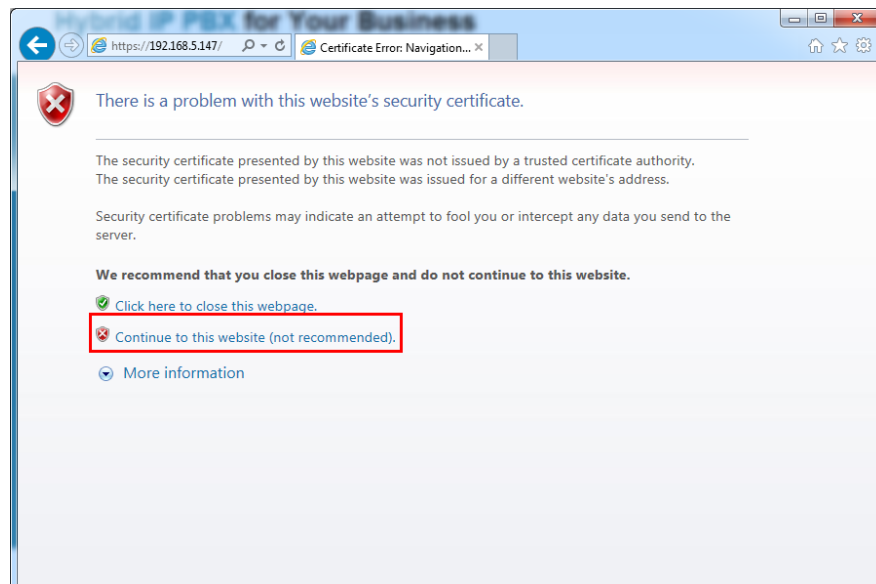 Hybrid IP PBX for Your Business
https://192.168.5.147/
Certificate Error: Navigation...
There is a problem with this website's security certificate.
The security certificate presented by this website was not issued by a trusted certificate authority.
The security certificate presented by this website was issued for a different website's address.
Security certificate problems may indicate an attempt to fool you or intercept any data you send to the
server.
We recommend that you close this webpage and do not continue to this website.
Click here to close this webpage.
Continue to this website (not recommended).
More information